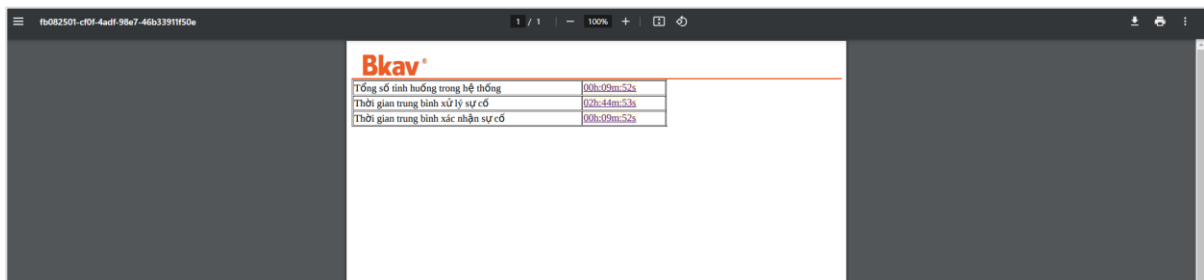 fb082501-cf0f-4adf-98e7-46b33911f50e 1 / 1 100%
Bkav®
Tổng số tình huống trong hệ thống 00h:09m:52s
Thời gian trung bình xử lý sự cố 02h:44m:53s
Thời gian trung bình xác nhận sự cố 00h:09m:52s